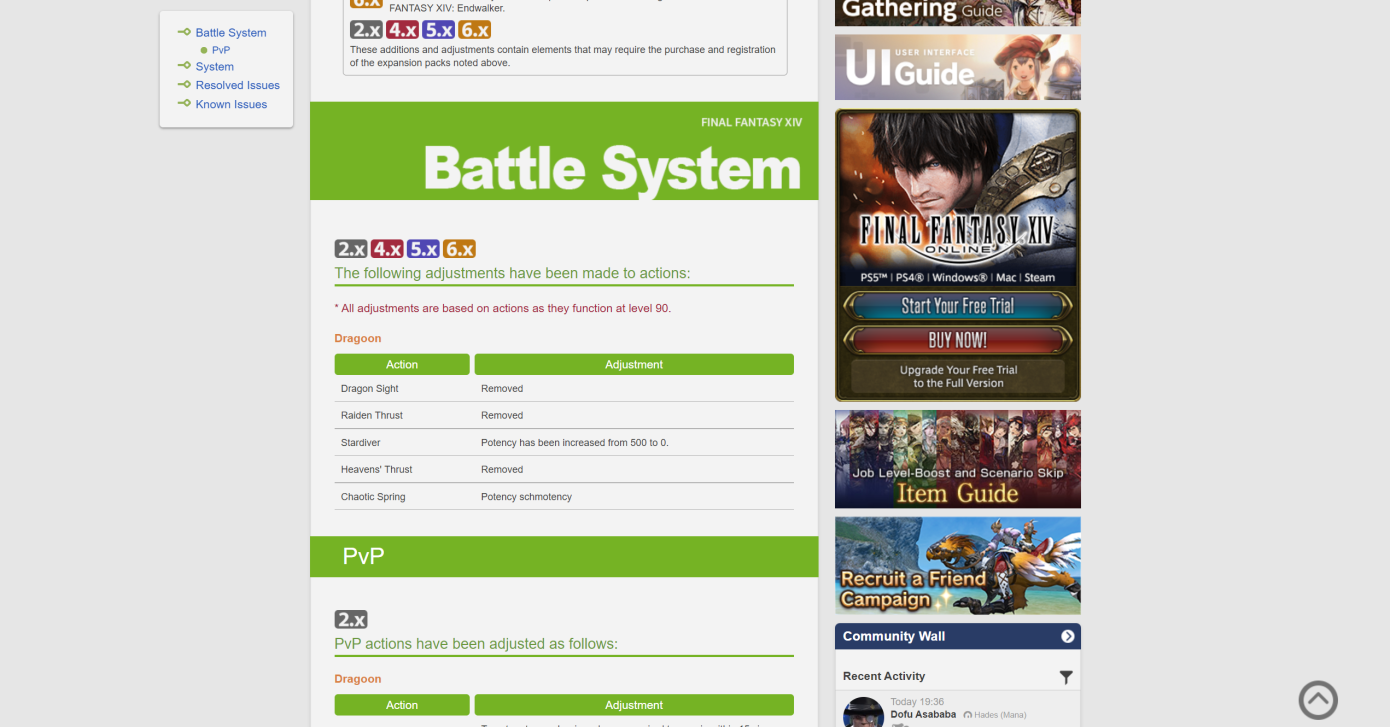 FANTASY XIV: Endwalker.
2.x 4.x 5.x 6.x
These additions and adjustments contain elements that may require the purchase and registration
of the expansion packs noted above.
Battle System
PvP
System
Resolved Issues
Known Issues
FINAL FANTASY XIV
Battle System
2.x 4.x 5.x 6.x
The following adjustments have been made to actions:
* All adjustments are based on actions as they function at level 90.
Dragoon
Action Adjustment
Dragon Sight Removed
Raiden Thrust Removed
Stardiver Potency has been increased from 500 to 0.
Heavens' Thrust Removed
Chaotic Spring Potency schmotency
PvP
2.x
PvP actions have been adjusted as follows:
Dragoon
Action Adjustment
Gathering Guide
USER INTERFACE
UI Guide
FINAL FANTASY XIV
ONLINE
PS5™ | PS4® | Windows® | Mac | Steam
Start Your Free Trial
BUY NOW!
Upgrade Your Free Trial
to the Full Version
Job Level-Boost and Scenario Skip
Item Guide
Recruit a Friend
Campaign
Community Wall
Recent Activity
Today 19:36
Dofu Asababa Hades (Mana)